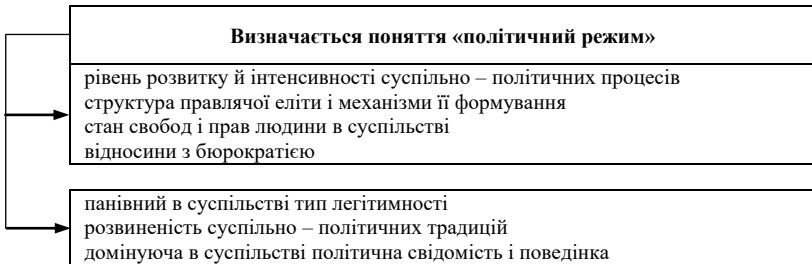 Визначається поняття «політичний режим»
рівень розвитку й інтенсивності суспільно – політичних процесів
структура правлячої еліти і механізми її формування
стан свобод і прав людини в суспільстві
відносини з бюрократією
панівний в суспільстві тип легітимності
розвиненість суспільно – політичних традицій
домінуюча в суспільстві політична свідомість і поведінка